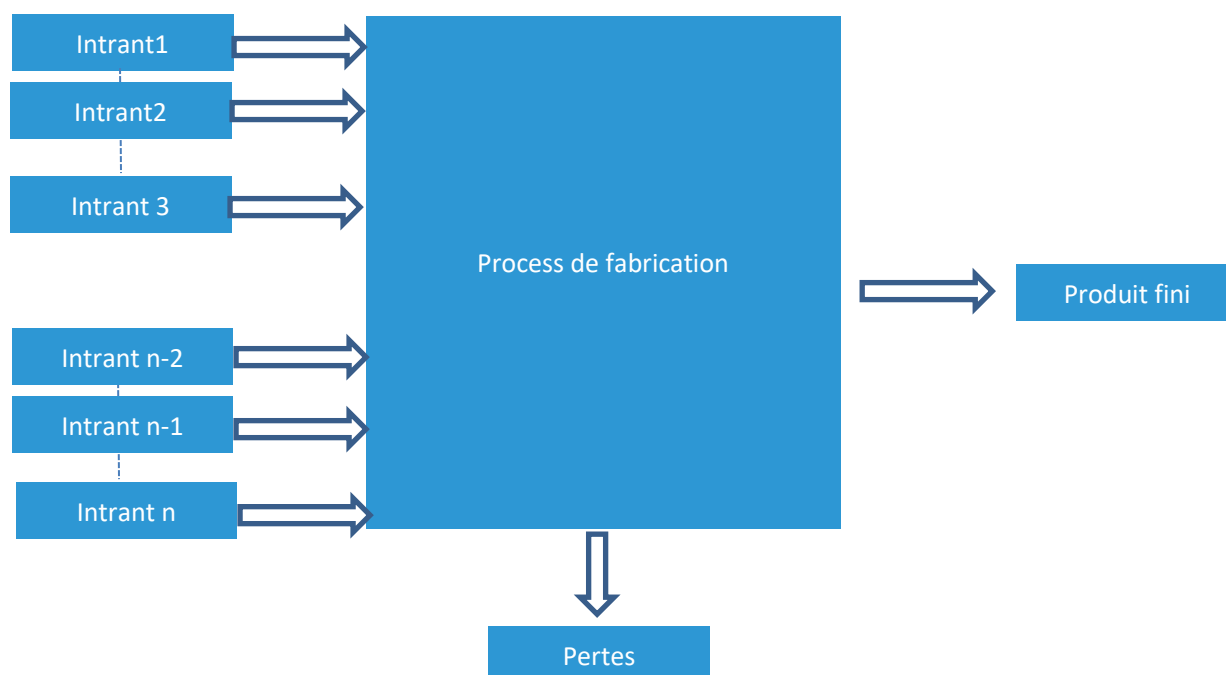 Intrant1
Intrant2
Intrant 3
Process de fabrication
Produit fini
Intrant n-2
Intrant n-1
Intrant n
Pertes